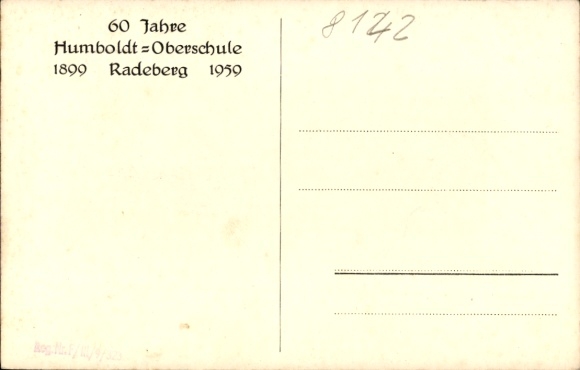 60 Jahre
Humboldt=Oberschule
1899 Radeberg 1959
8142